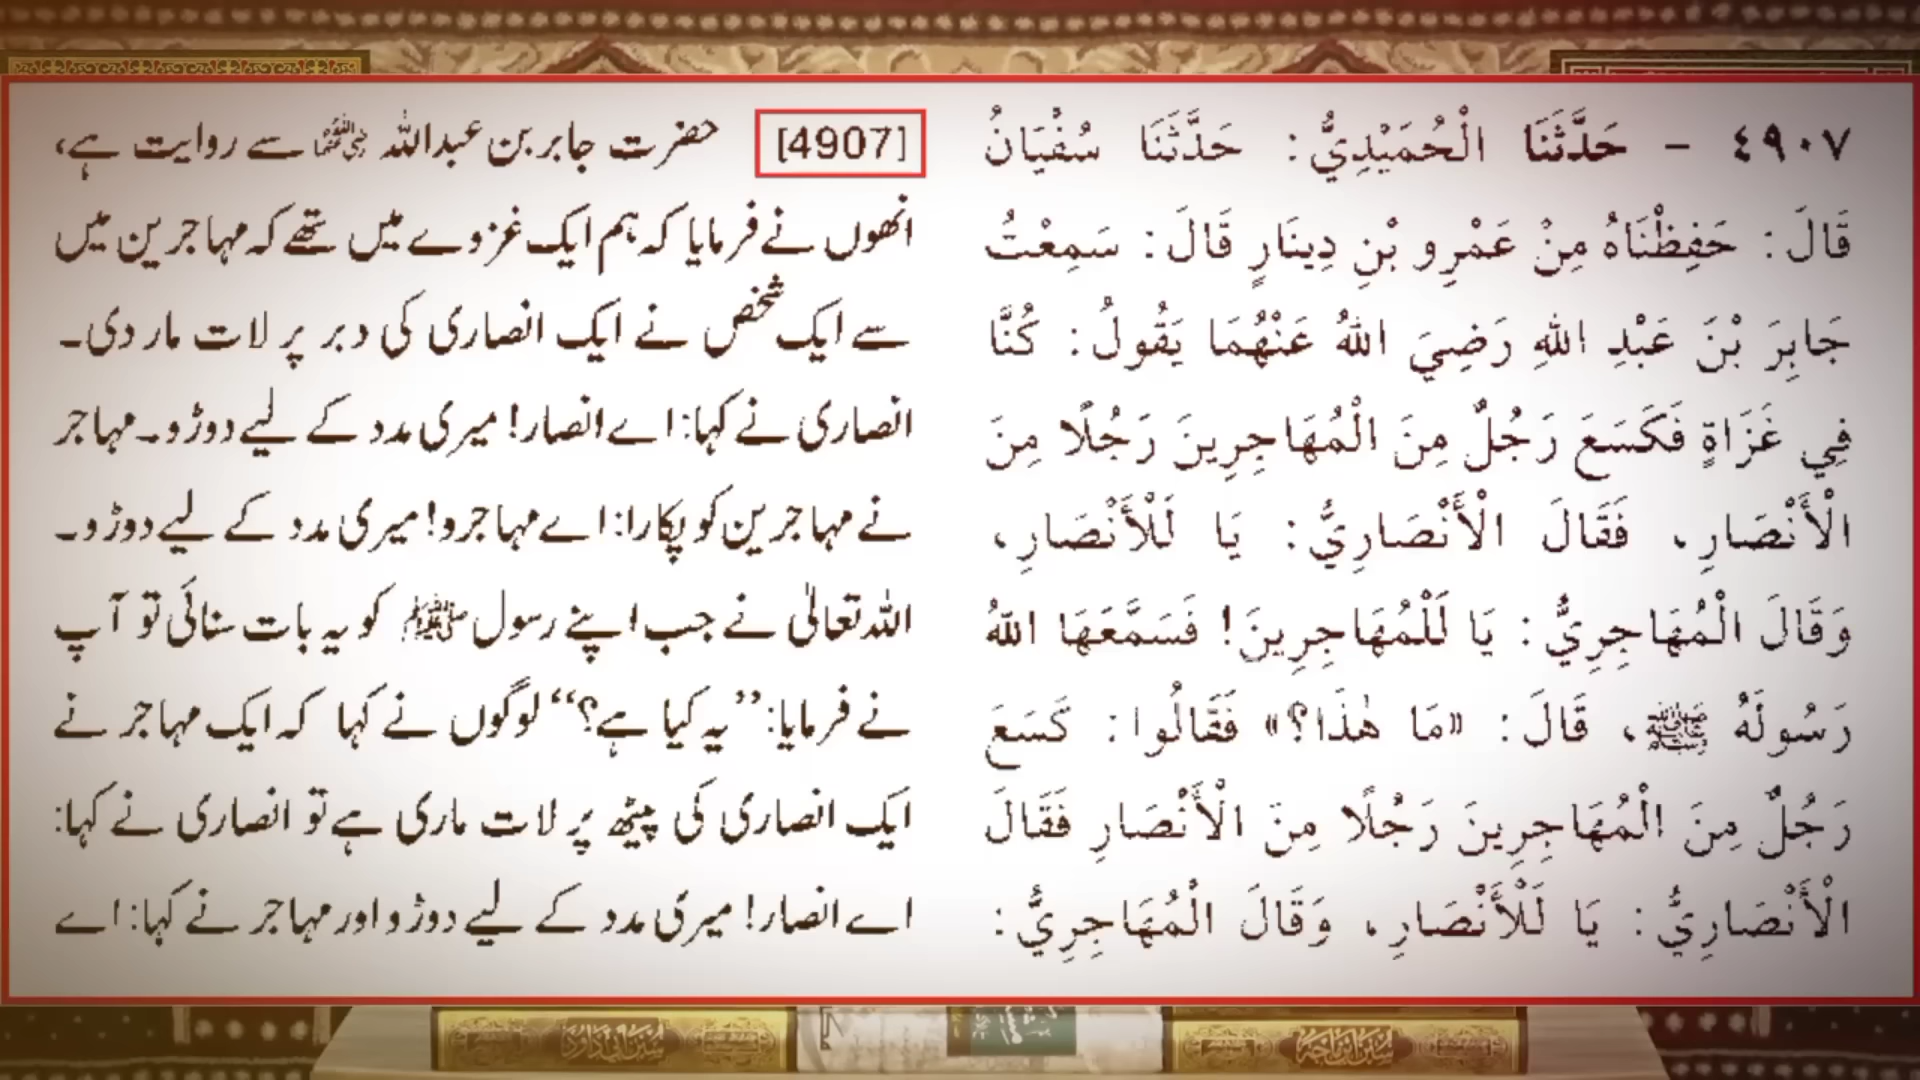 ٤٩٠٧ - حَدَّثَنَا الْحُمَيْدِيُّ: حَدَّثَنَا سُفْيَانُ
قَالَ: حَفِظْنَاهُ مِنْ عَمْرِو بْنِ دِينَارٍ قَالَ: سَمِعْتُ
جَابِرَ بْنَ عَبْدِ اللهِ رَضِيَ اللهُ عَنْهُمَا يَقُولُ: كُنَّا
فِي غَزَاةٍ فَكَسَعَ رَجُلٌ مِنَ الْمُهَاجِرِينَ رَجُلًا مِنَ
الْأَنْصَارِ، فَقَالَ الْأَنْصَارِيُّ: يَا لَلْأَنْصَارِ،
وَقَالَ الْمُهَاجِرِيُّ: يَا لَلْمُهَاجِرِينَ! فَسَمَّعَهَا اللهُ
رَسُولَهُ ﷺ، قَالَ: «مَا هٰذَا؟» فَقَالُوا: كَسَعَ
رَجُلٌ مِنَ الْمُهَاجِرِينَ رَجُلًا مِنَ الْأَنْصَارِ فَقَالَ
الْأَنْصَارِيُّ: يَا لَلْأَنْصَارِ، وَقَالَ الْمُهَاجِرِيُّ:
[4907] حضرت جابر بن عبداللہ رضی اللہ عنہما سے روایت ہے،
انھوں نے فرمایا کہ ہم ایک غزوے میں تھے کہ مہاجرین میں
سے ایک شخص نے ایک انصاری کی دبر پر لات مار دی۔
انصاری نے کہا: اے انصار! میری مدد کے لیے دوڑو۔ مہاجر
نے مہاجرین کو پکارا: اے مہاجرو! میری مدد کے لیے دوڑو۔
اللہ تعالیٰ نے جب اپنے رسول ﷺ کو یہ بات سنائی تو آپ
نے فرمایا: ”یہ کیا ہے؟“ لوگوں نے کہا کہ ایک مہاجر نے
ایک انصاری کی پیٹھ پر لات ماری ہے تو انصاری نے کہا:
اے انصار! میری مدد کے لیے دوڑو اور مہاجر نے کہا: اے
سنن ابی داود
سنن ابن ماجہ